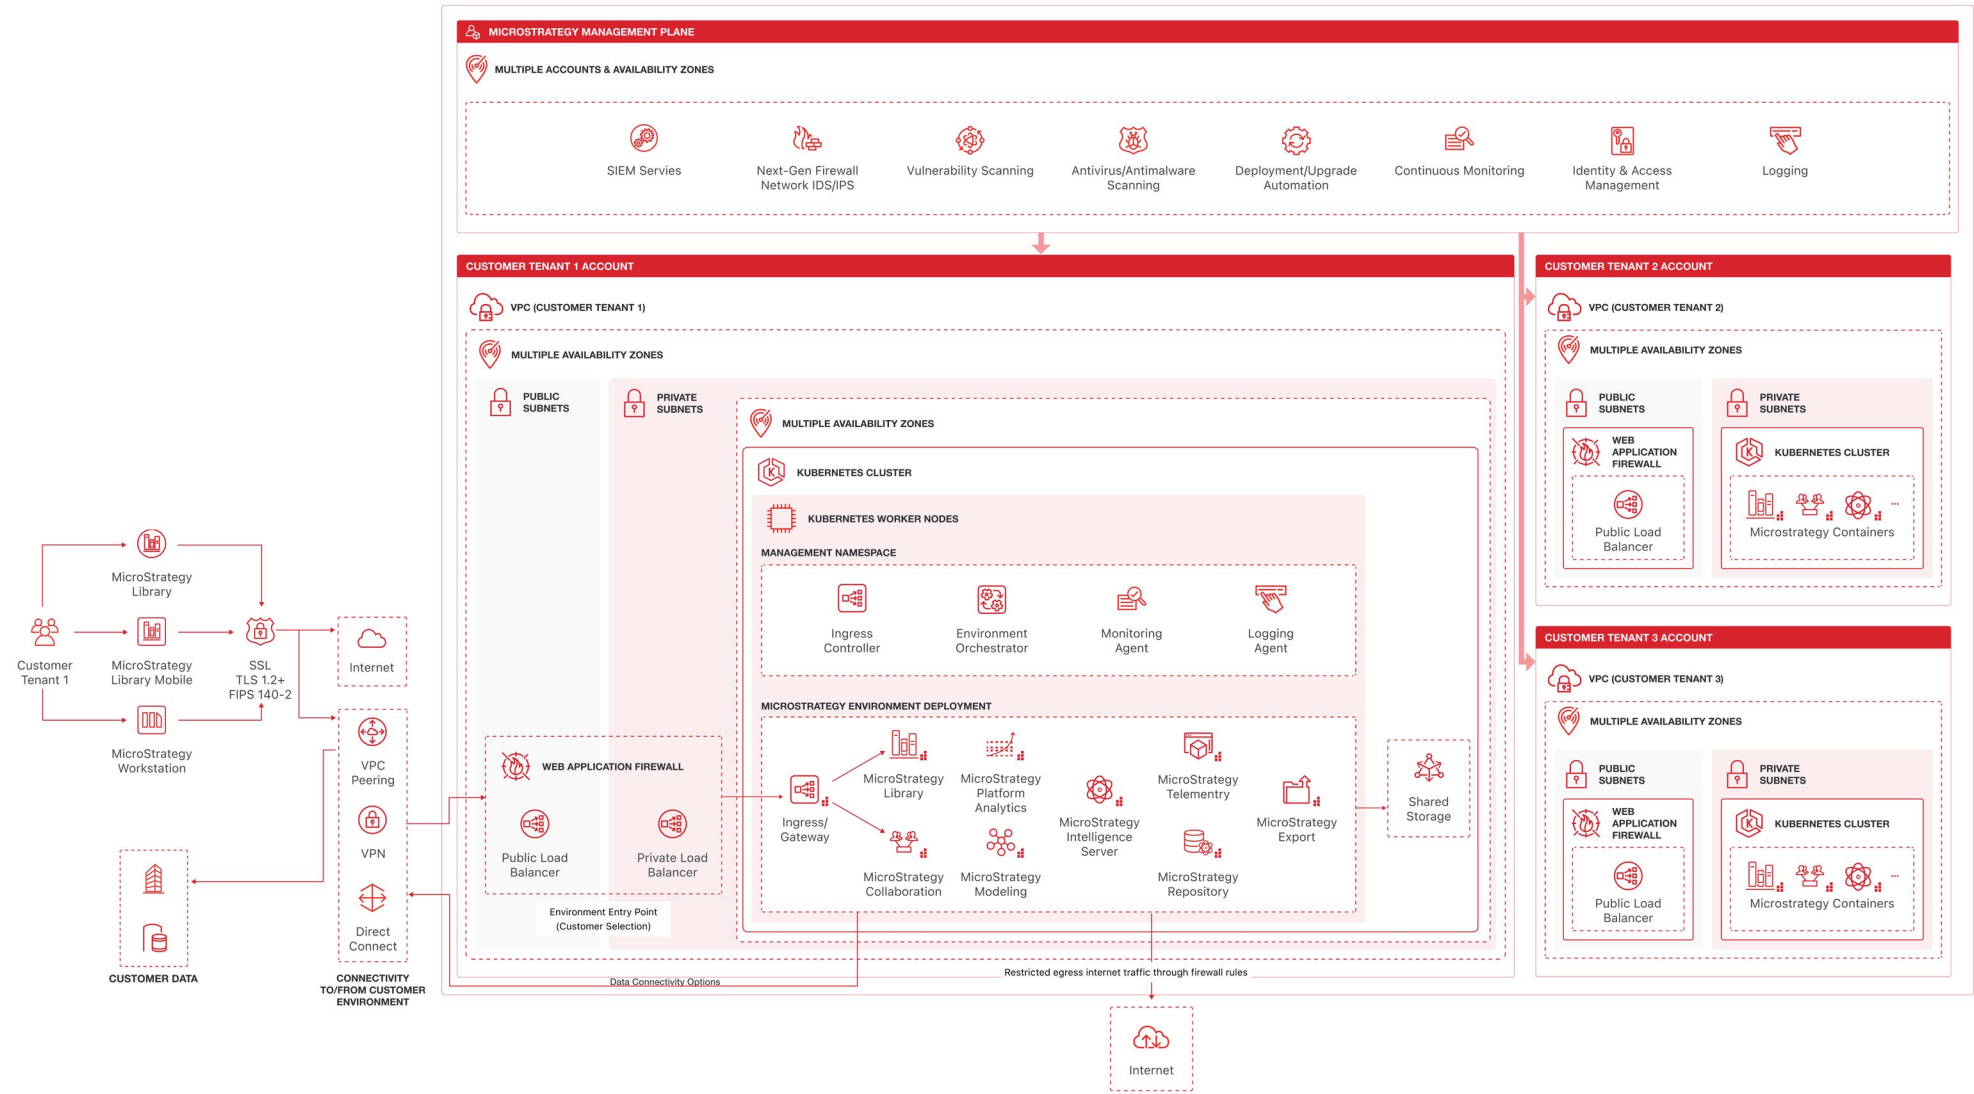 MICROSTRATEGY MANAGEMENT PLANE
MULTIPLE ACCOUNTS & AVAILABILITY ZONES
SIEM Servies
Next-Gen Firewall
Network IDS/IPS
Vulnerability Scanning
Antivirus/Antimalware
Scanning
Deployment/Upgrade
Automation
Continuous Monitoring
Identity & Access
Management
Logging
CUSTOMER TENANT 1 ACCOUNT
VPC (CUSTOMER TENANT 1)
MULTIPLE AVAILABILITY ZONES
PUBLIC
SUBNETS
PRIVATE
SUBNETS
MULTIPLE AVAILABILITY ZONES
KUBERNETES CLUSTER
KUBERNETES WORKER NODES
MANAGEMENT NAMESPACE
Ingress
Controller
Environment
Orchestrator
Monitoring
Agent
Logging
Agent
MICROSTRATEGY ENVIRONMENT DEPLOYMENT
Ingress/
Gateway
MicroStrategy
Library
MicroStrategy
Platform
Analytics
MicroStrategy
Telementry
MicroStrategy
Intelligence
Server
MicroStrategy
Export
MicroStrategy
Collaboration
MicroStrategy
Modeling
MicroStrategy
Repository
Shared
Storage
WEB APPLICATION FIREWALL
Public Load
Balancer
Private Load
Balancer
Environment Entry Point
(Customer Selection)
Data Connectivity Options
Restricted egress internet traffic through firewall rules
Internet
Customer
Tenant 1
MicroStrategy
Library
MicroStrategy
Library Mobile
MicroStrategy
Workstation
SSL
TLS 1.2+
FIPS 140-2
Internet
VPC
Peering
VPN
Direct
Connect
CONNECTIVITY
TO/FROM CUSTOMER
ENVIRONMENT
CUSTOMER DATA
CUSTOMER TENANT 2 ACCOUNT
VPC (CUSTOMER TENANT 2)
MULTIPLE AVAILABILITY ZONES
PUBLIC
SUBNETS
PRIVATE
SUBNETS
WEB
APPLICATION
FIREWALL
Public Load
Balancer
KUBERNETES CLUSTER
...
Microstrategy Containers
CUSTOMER TENANT 3 ACCOUNT
VPC (CUSTOMER TENANT 3)
MULTIPLE AVAILABILITY ZONES
PUBLIC
SUBNETS
PRIVATE
SUBNETS
WEB
APPLICATION
FIREWALL
Public Load
Balancer
KUBERNETES CLUSTER
...
Microstrategy Containers